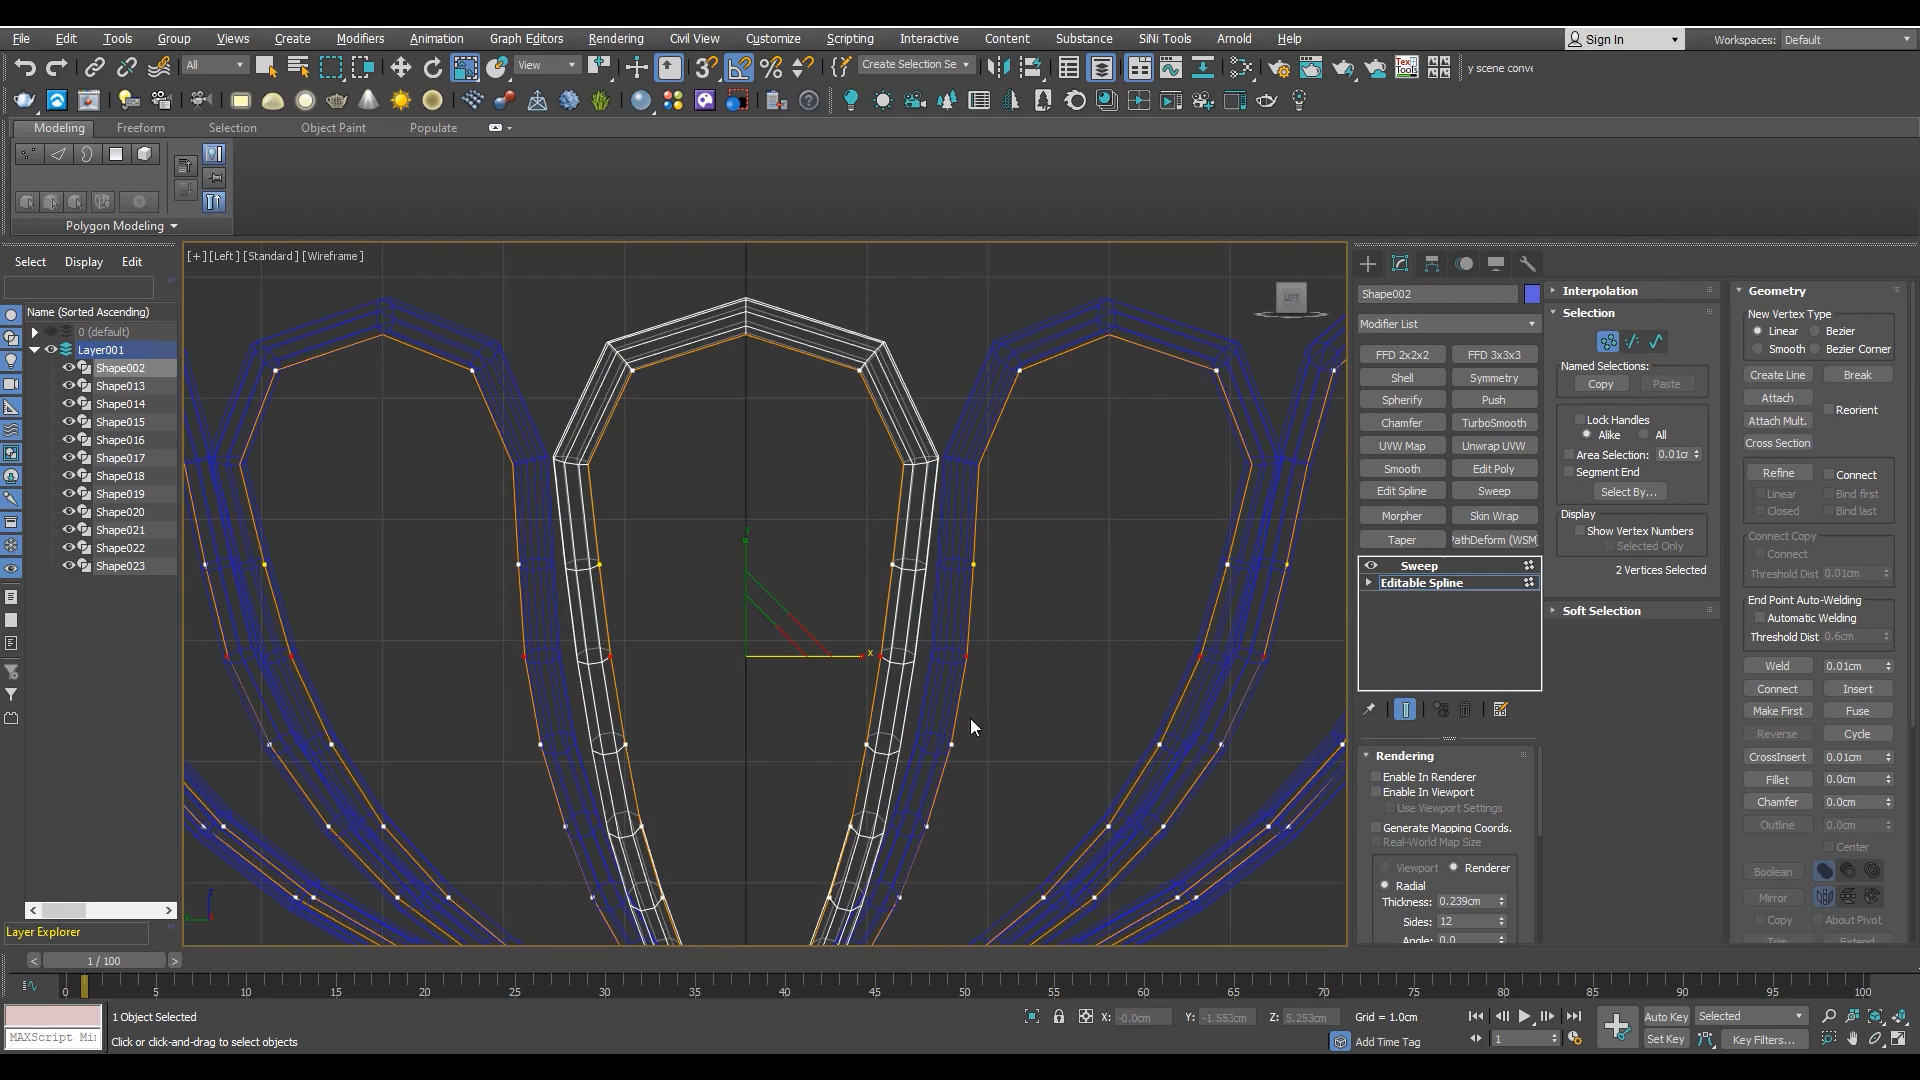 File Edit Tools Group Views Create Modifiers Animation Graph Editors Rendering Civil View Customize Scripting Interactive Content Substance SiNi Tools Arnold Help
Sign In
Workspaces: Default
All
View
Create Selection Se
y scene conve
Modeling Freeform Selection Object Paint Populate
Polygon Modeling
Select Display Edit
Name (Sorted Ascending)
0 (default)
Layer001
Shape002
Shape013
Shape014
Shape015
Shape016
Shape017
Shape018
Shape019
Shape020
Shape021
Shape022
Shape023
Layer Explorer
[+] [Left] [Standard] [Wireframe]
LEFT
y
x
z
Shape002
Modifier List
FFD 2x2x2 FFD 3x3x3
Shell Symmetry
Spherify Push
Chamfer TurboSmooth
UVW Map Unwrap UVW
Smooth Edit Poly
Edit Spline Sweep
Morpher Skin Wrap
Taper PathDeform (WSM)
Sweep
Editable Spline
Rendering
Enable In Renderer
Enable In Viewport
Use Viewport Settings
Generate Mapping Coords.
Real-World Map Size
Viewport Renderer
Radial
Thickness: 0.239cm
Sides: 12
Angle: 0.0
Interpolation
Selection
Named Selections:
Copy Paste
Lock Handles
Alike All
Area Selection: 0.01cr
Segment End
Select By...
Display
Show Vertex Numbers
Selected Only
2 Vertices Selected
Soft Selection
Geometry
New Vertex Type
Linear Bezier
Smooth Bezier Corner
Create Line Break
Attach
Reorient
Attach Mult.
Cross Section
Refine Connect
Linear Bind first
Closed Bind last
Connect Copy
Connect
Threshold Dist 0.01cm
End Point Auto-Welding
Automatic Welding
Threshold Dist 0.6cm
Weld 0.01cm
Connect Insert
Make First Fuse
Reverse Cycle
CrossInsert 0.01cm
Fillet 0.0cm
Chamfer 0.0cm
Outline 0.0cm
Center
Boolean
Mirror
Copy About Pivot
Trim Extend
< 1 / 100 >
0 5 10 15 20 25 30 35 40 45 50 55 60 65 70 75 80 85 90 95 100
1 Object Selected
X: -0.0cm Y: -1.583cm Z: 5.253cm Grid = 1.0cm
Auto Key Selected
MAXScript Mi
Click or click-and-drag to select objects
Add Time Tag
1
Set Key Key Filters...